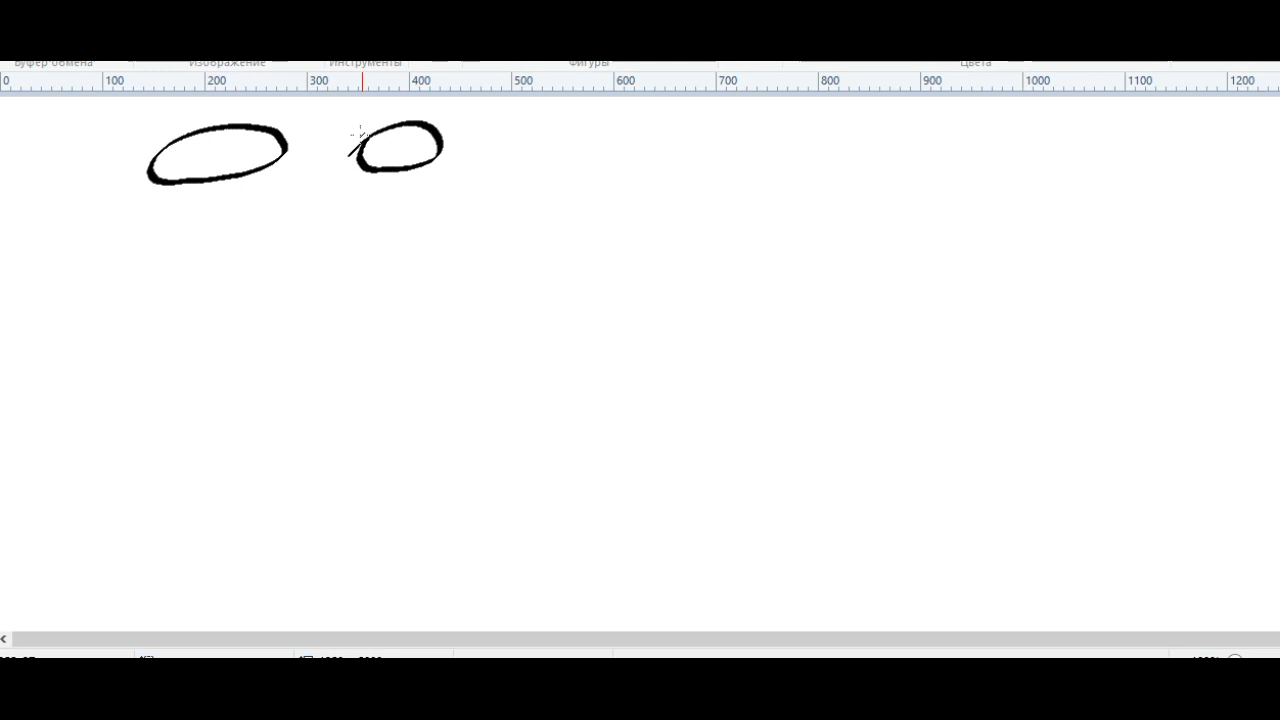 Буфер обмена Изображение Инструменты Фигуры Цвета
0 100 200 300 400 500 600 700 800 900 1000 1100 1200